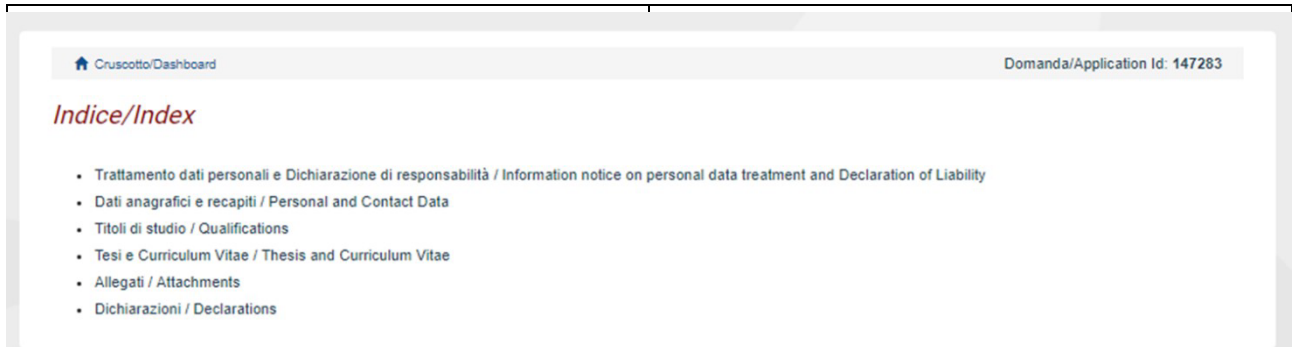 Cruscotto/Dashboard Domanda/Application Id: 147283
Indice/Index
Trattamento dati personali e Dichiarazione di responsabilità / Information notice on personal data treatment and Declaration of Liability
Dati anagrafici e recapiti / Personal and Contact Data
Titoli di studio / Qualifications
Tesi e Curriculum Vitae / Thesis and Curriculum Vitae
Allegati / Attachments
Dichiarazioni / Declarations